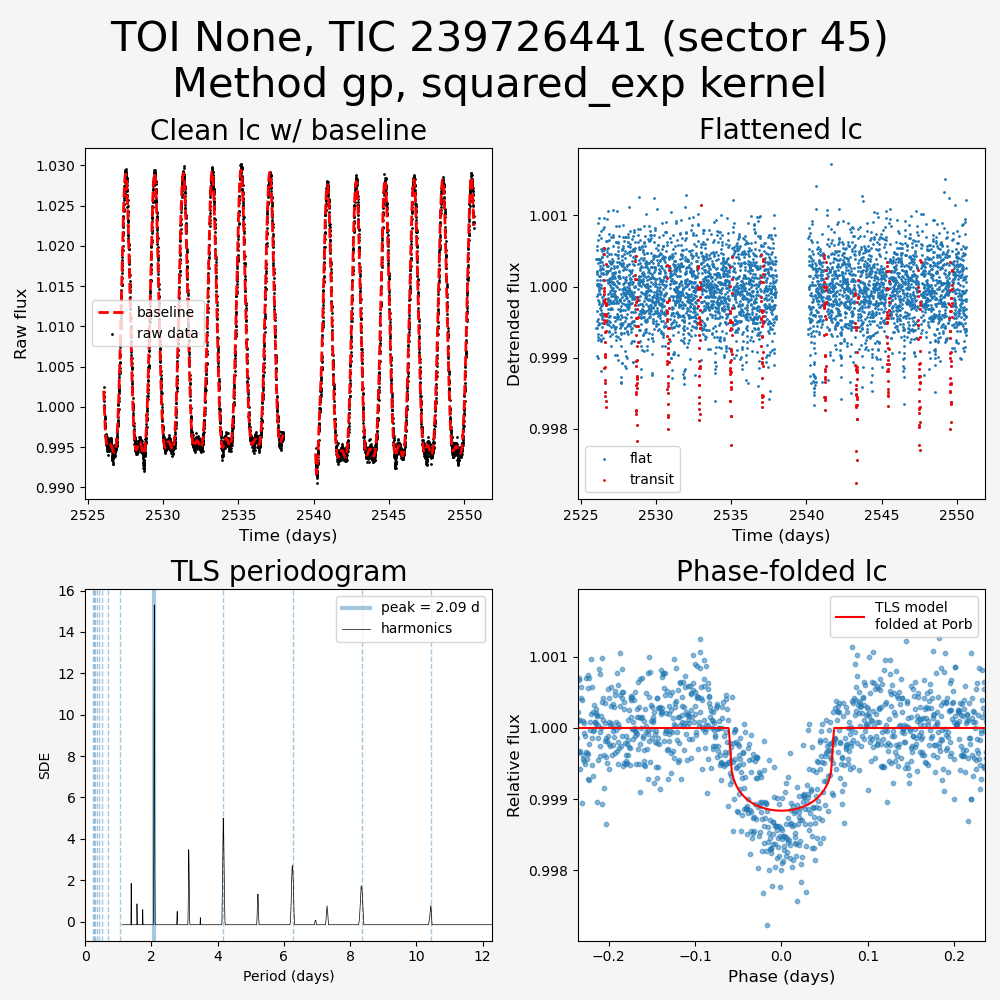 TOI None, TIC 239726441 (sector 45)
Method gp, squared_exp kernel
Clean lc w/ baseline
Raw flux
1.030
1.025
1.020
1.015
1.010
1.005
1.000
0.995
0.990
baseline
raw data
2525
2530
2535
2540
2545
2550
Time (days)
Flattened lc
Detrended flux
1.001
1.000
0.999
0.998
flat
transit
2525
2530
2535
2540
2545
2550
Time (days)
TLS periodogram
SDE
16
14
12
10
8
6
4
2
0
peak = 2.09 d
harmonics
0
2
4
6
8
10
12
Period (days)
Phase-folded lc
Relative flux
1.001
1.000
0.999
0.998
TLS model
folded at Porb
−0.2
−0.1
0.0
0.1
0.2
Phase (days)